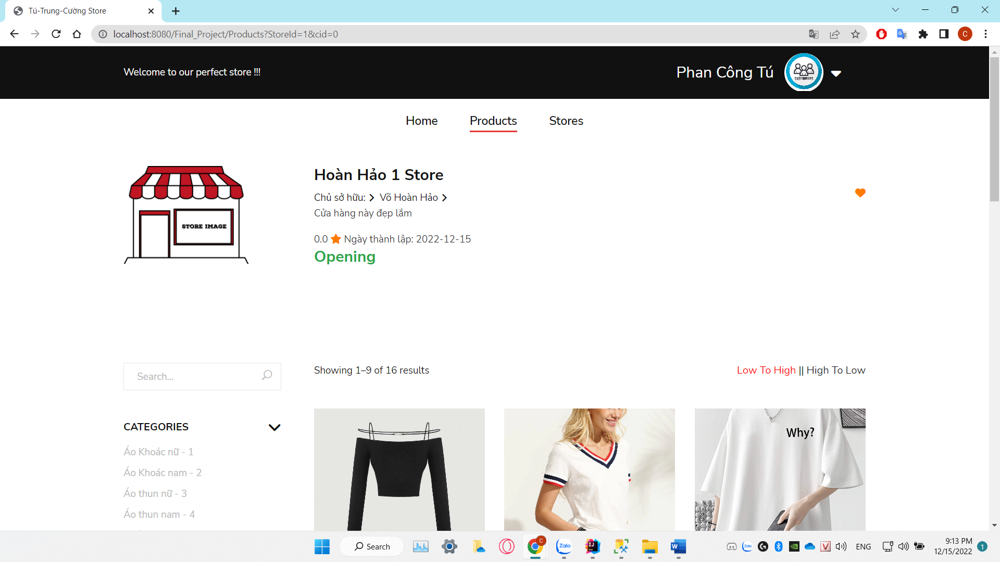 Tú-Trung-Cường Store
localhost:8080/Final_Project/Products?StoreId=1&cid=0
C
Welcome to our perfect store !!!
Phan Công Tú
CUSTOMERS
Home
Products
Stores
STORE IMAGE
Hoàn Hảo 1 Store
Chủ sở hữu: Võ Hoàn Hảo
Cửa hàng này đẹp lắm
0.0 Ngày thành lập: 2022-12-15
Opening
Search...
Showing 1–9 of 16 results
Low To High || High To Low
CATEGORIES
Áo Khoác nữ - 1
Áo Khoác nam - 2
Áo thun nữ - 3
Áo thun nam - 4
Why?
Search
C
Zalo
IJ
W
Zalo
V
ENG
9:13 PM
12/15/2022
1